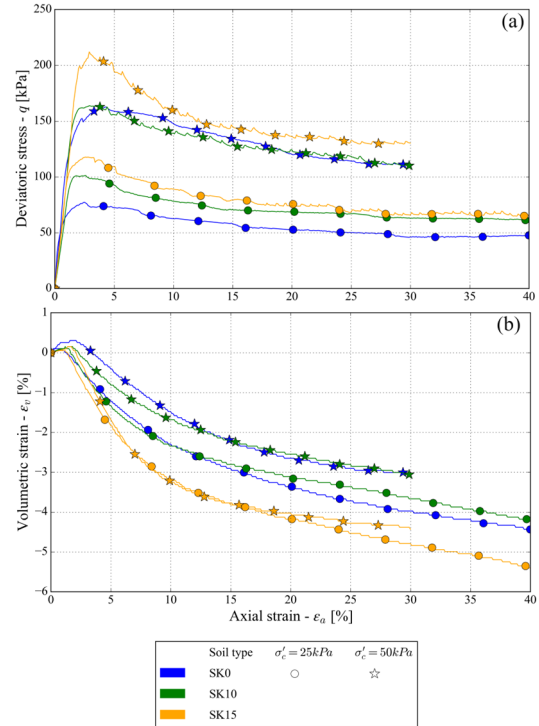 (a)
250
200
150
100
50
0
Deviatoric stress - q [kPa]
0 5 10 15 20 25 30 35 40
(b)
1
0
−1
−2
−3
−4
−5
−6
Volumetric strain - εv [%]
0 5 10 15 20 25 30 35 40
Axial strain - εa [%]
Soil type σ′c = 25kPa σ′c = 50kPa
SK0
SK10
SK15